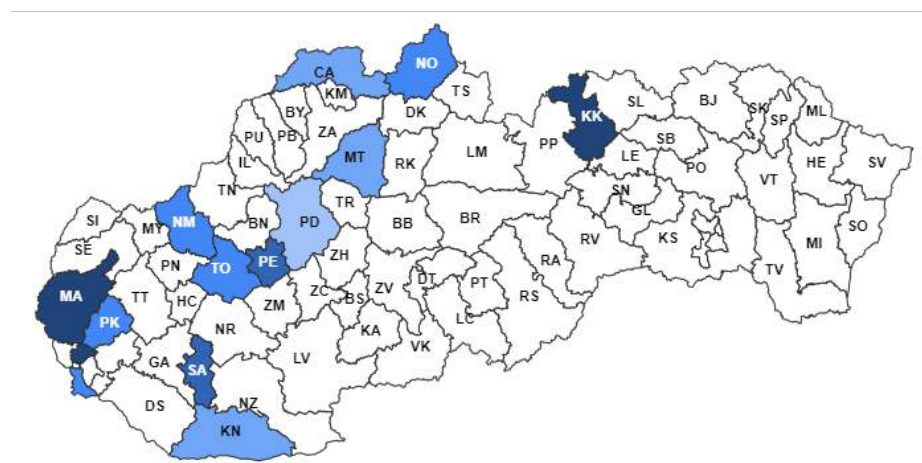 NO
CA
TS
KM
BY
DK
SL
BJ
SK
ML
KK
SP
PU
PB
ZA
SB
PP
LE
HE
SV
IL
MT
RK
LM
PO
VT
TN
SN
TR
GL
SI
NM
BN
PD
BB
BR
SO
MY
SE
RV
KS
MI
PN
TO
PE
ZH
RA
TV
DT
PT
MA
TT
HC
ZM
ZC
BS
ZV
RS
PK
NR
KA
LC
GA
SA
LV
VK
DS
NZ
KN